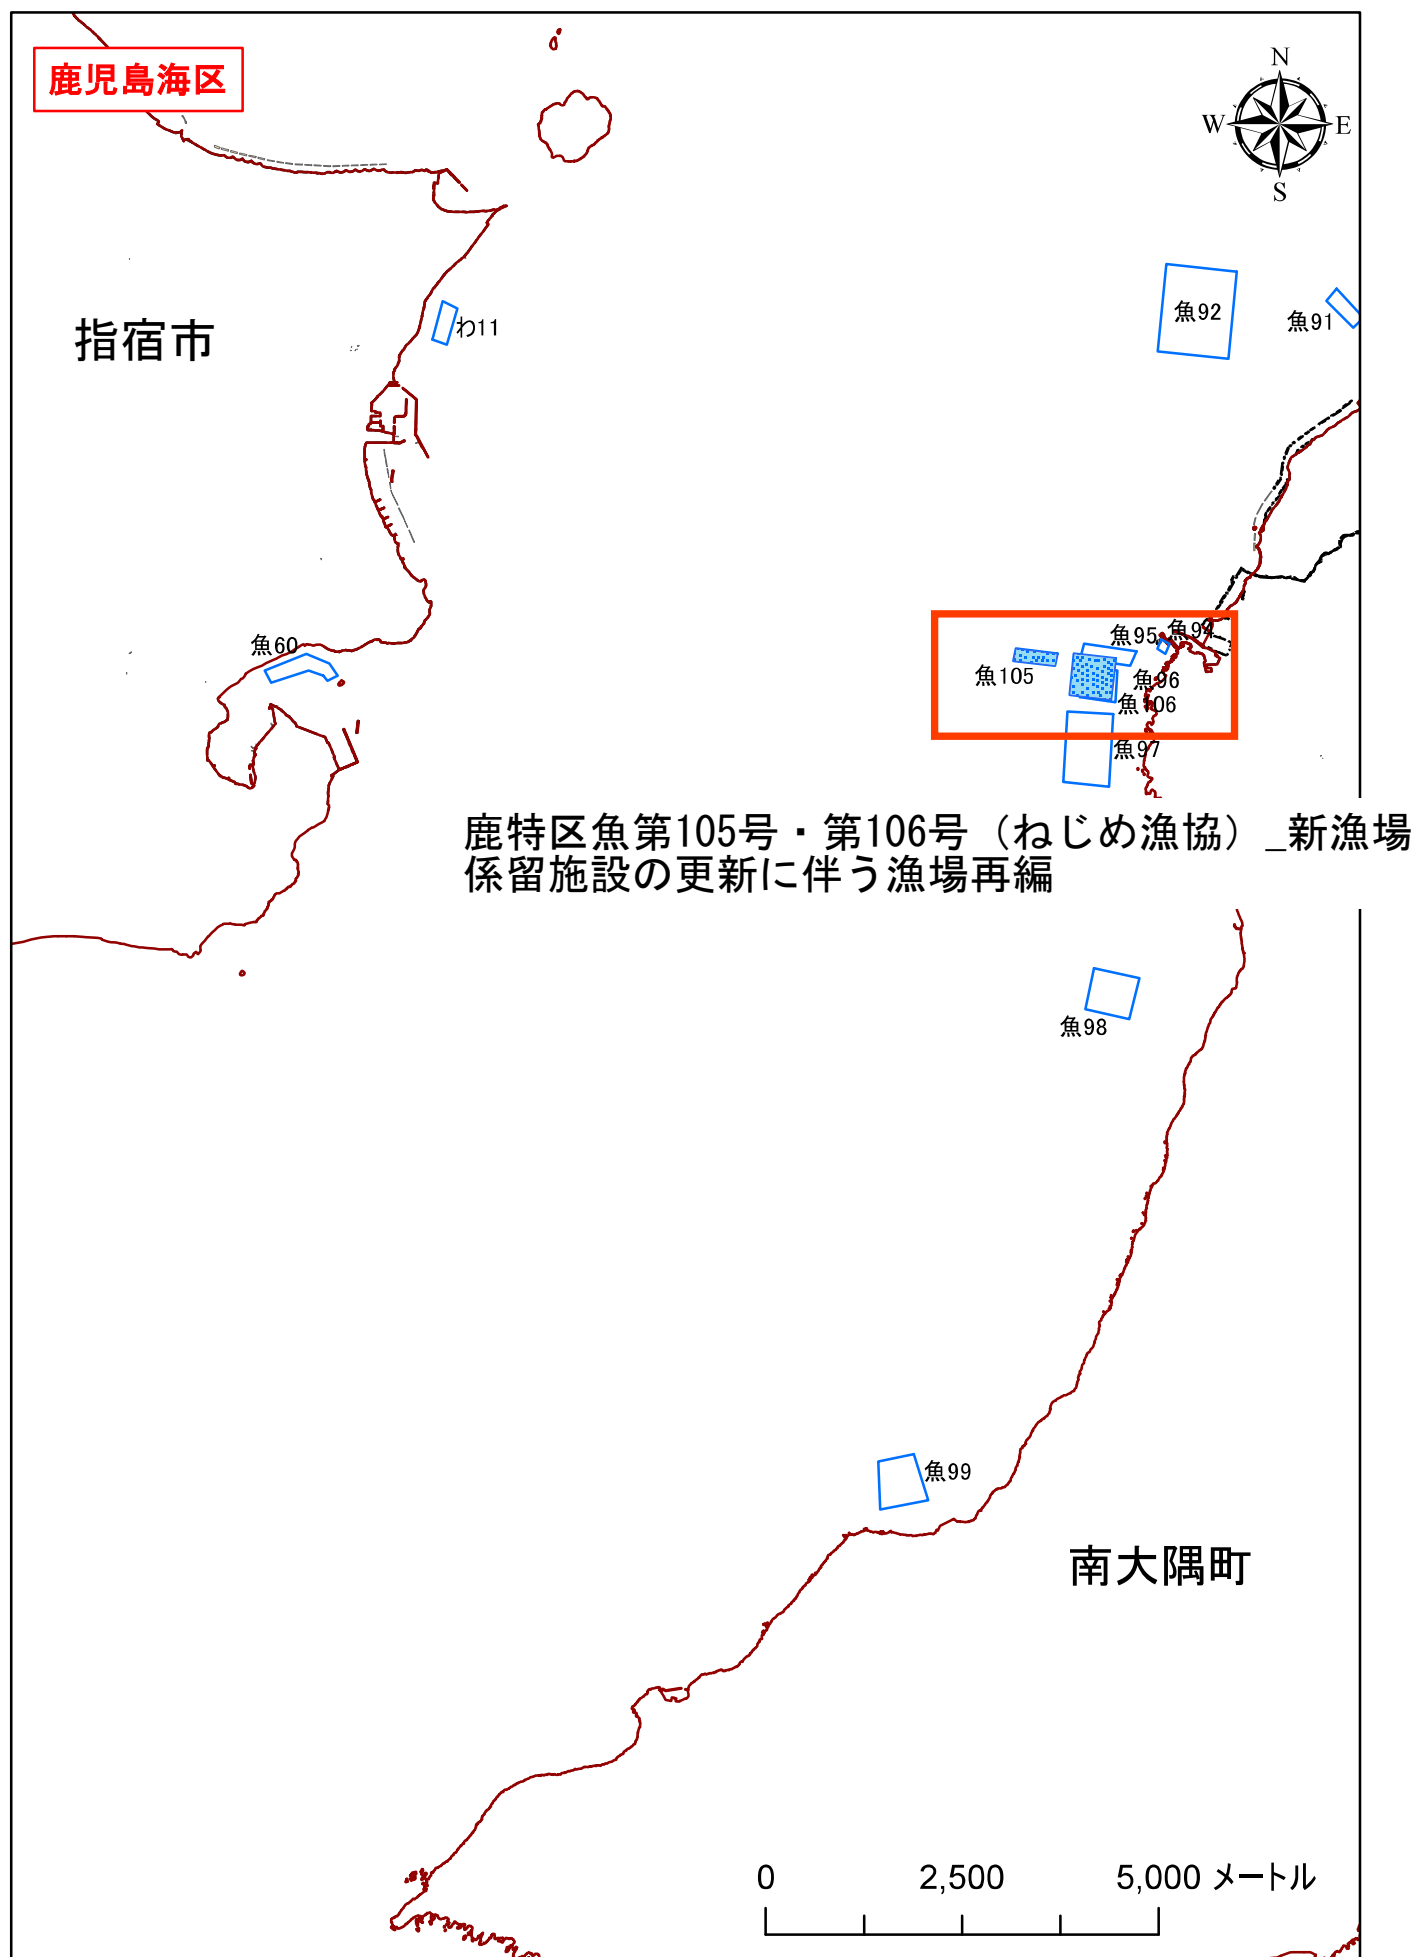 鹿児島海区
N
W
E
S
指宿市
わ11
魚92
魚91
魚60
魚95
魚94
魚105
魚96
魚106
魚97
鹿特区魚第105号・第106号（ねじめ漁協）_新漁場
係留施設の更新に伴う漁場再編
魚98
魚99
南大隅町
0 2,500 5,000 メートル